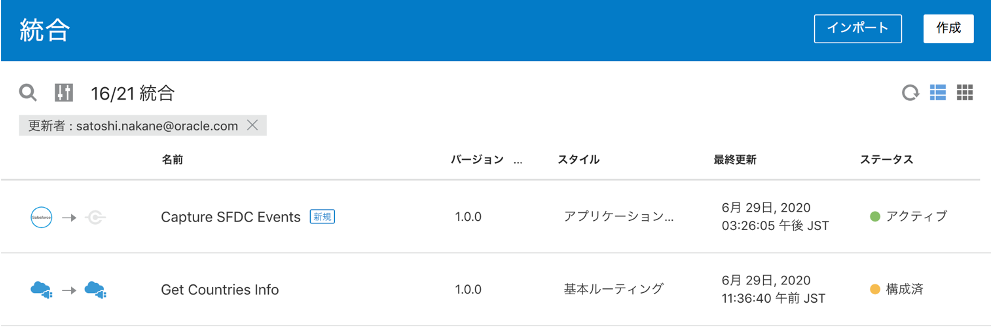 統合
インポート
作成
16/21 統合
更新者 : satoshi.nakane@oracle.com
名前 バージョン ... スタイル 最終更新 ステータス
salesforce
Capture SFDC Events 新規 1.0.0 アプリケーション... 6月 29日, 2020 アクティブ
03:26:05 午後 JST
Get Countries Info 1.0.0 基本ルーティング 6月 29日, 2020 構成済
11:36:40 午前 JST